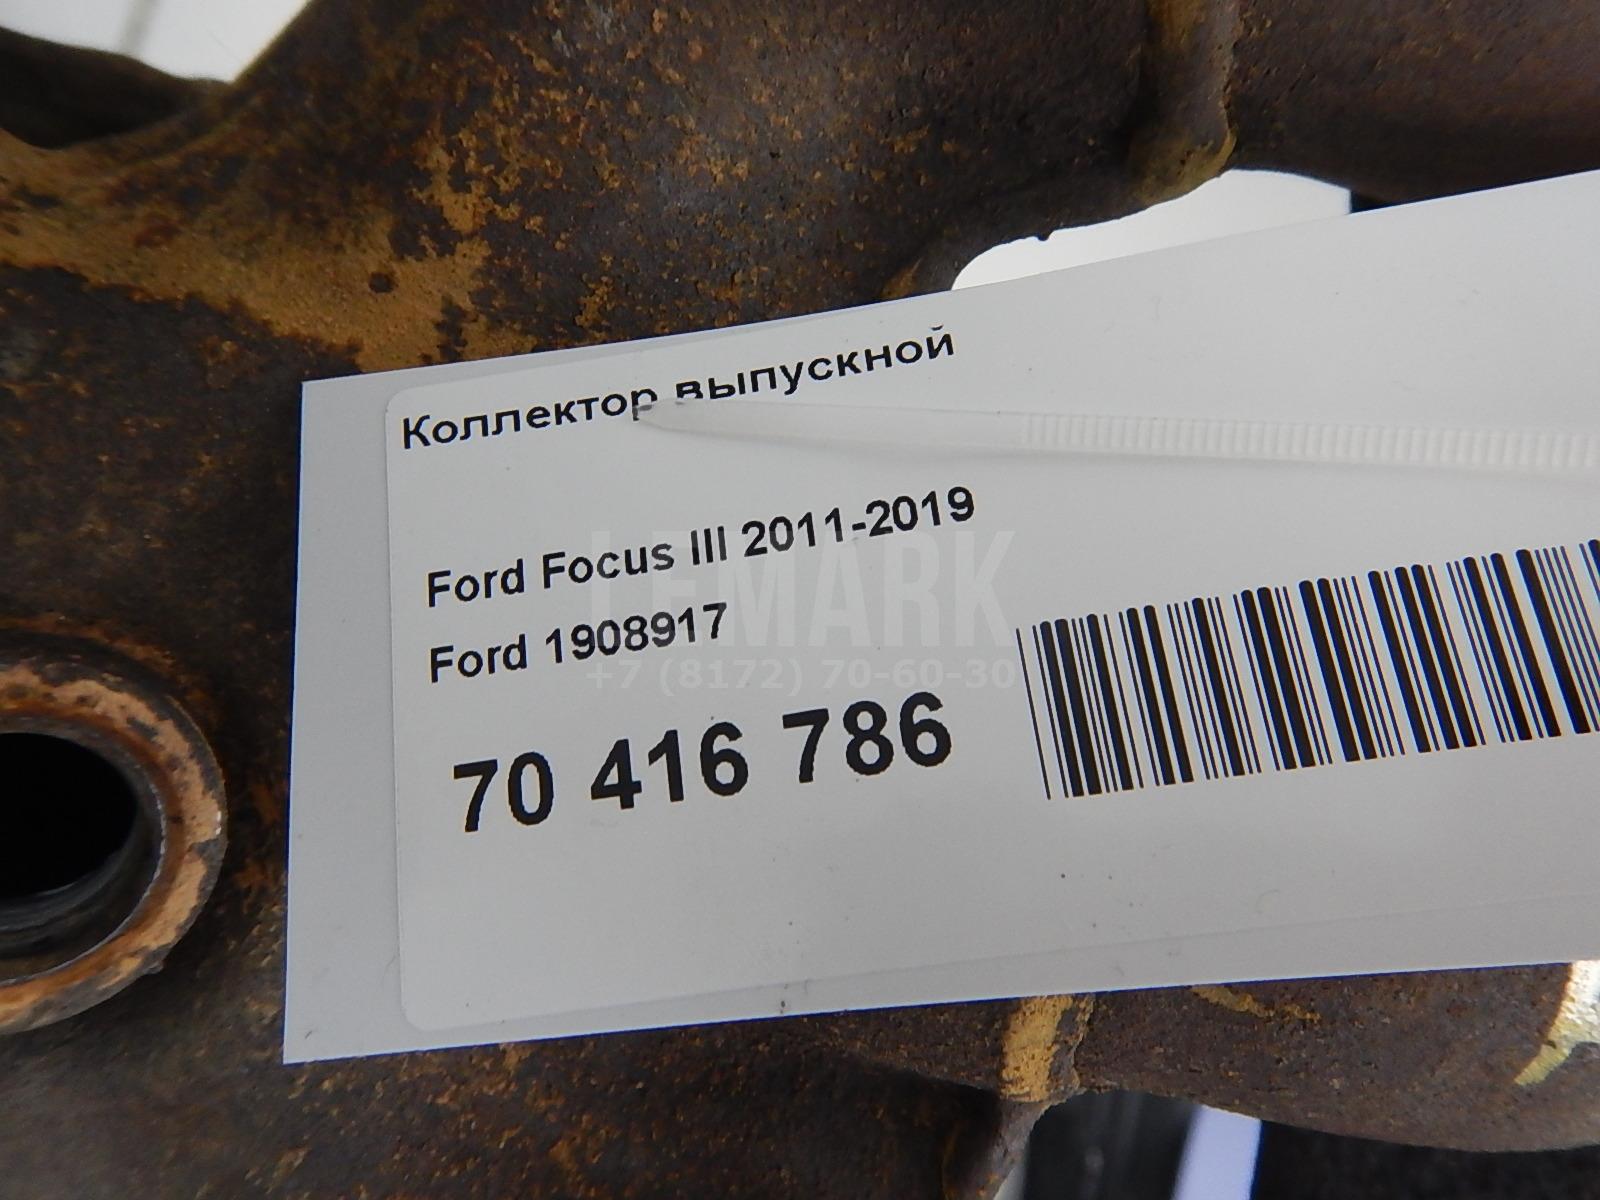 Коллектор выпускной
Ford Focus III 2011-2019
LEMARK
Ford 1908917
+7 (8172) 70-60-30
70 416 786